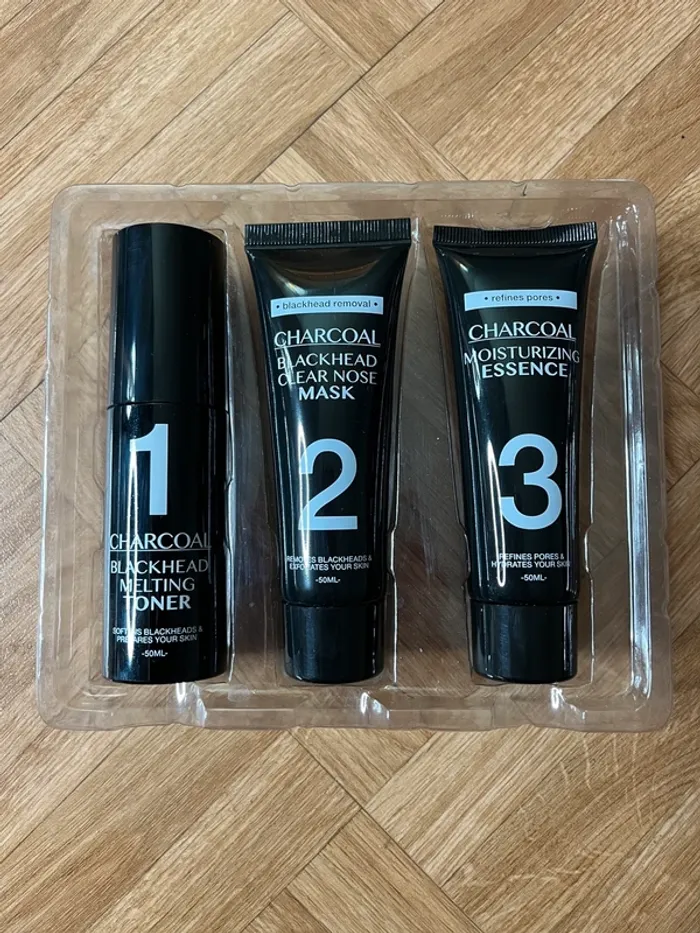 1
CHARCOAL
BLACKHEAD
MELTING
TONER
SOFTENS BLACKHEADS &
PREPARES YOUR SKIN
-50ML-
• blackhead removal •
CHARCOAL
BLACKHEAD
CLEAR NOSE
MASK
2
REMOVES BLACKHEADS &
EXFOLIATES YOUR SKIN
-50ML-
• refines pores •
CHARCOAL
MOISTURIZING
ESSENCE
3
REFINES PORES &
HYDRATES YOUR SKIN
-50ML-